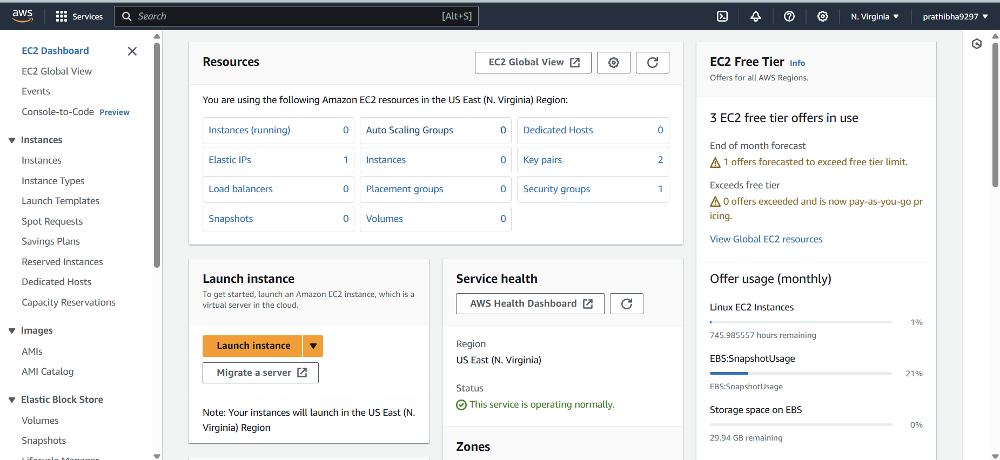 aws
Services
Search
[Alt+S]
N. Virginia
prathibha9297
EC2 Dashboard
EC2 Global View
Events
Console-to-Code Preview
Instances
Instances
Instance Types
Launch Templates
Spot Requests
Savings Plans
Reserved Instances
Dedicated Hosts
Capacity Reservations
Images
AMIs
AMI Catalog
Elastic Block Store
Volumes
Snapshots
Lifecycle Manager
Resources
EC2 Global View
You are using the following Amazon EC2 resources in the US East (N. Virginia) Region:
Instances (running) 0
Auto Scaling Groups 0
Dedicated Hosts 0
Elastic IPs 1
Instances 0
Key pairs 2
Load balancers 0
Placement groups 0
Security groups 1
Snapshots 0
Volumes 0
Launch instance
To get started, launch an Amazon EC2 instance, which is a
virtual server in the cloud.
Launch instance
Migrate a server
Note: Your instances will launch in the US East (N.
Virginia) Region
Service health
AWS Health Dashboard
Region
US East (N. Virginia)
Status
This service is operating normally.
Zones
EC2 Free Tier Info
Offers for all AWS Regions.
3 EC2 free tier offers in use
End of month forecast
1 offers forecasted to exceed free tier limit.
Exceeds free tier
0 offers exceeded and is now pay-as-you-go pr
icing.
View Global EC2 resources
Offer usage (monthly)
Linux EC2 Instances
1%
745.985557 hours remaining
EBS:SnapshotUsage
21%
EBS:SnapshotUsage
Storage space on EBS
0%
29.94 GB remaining